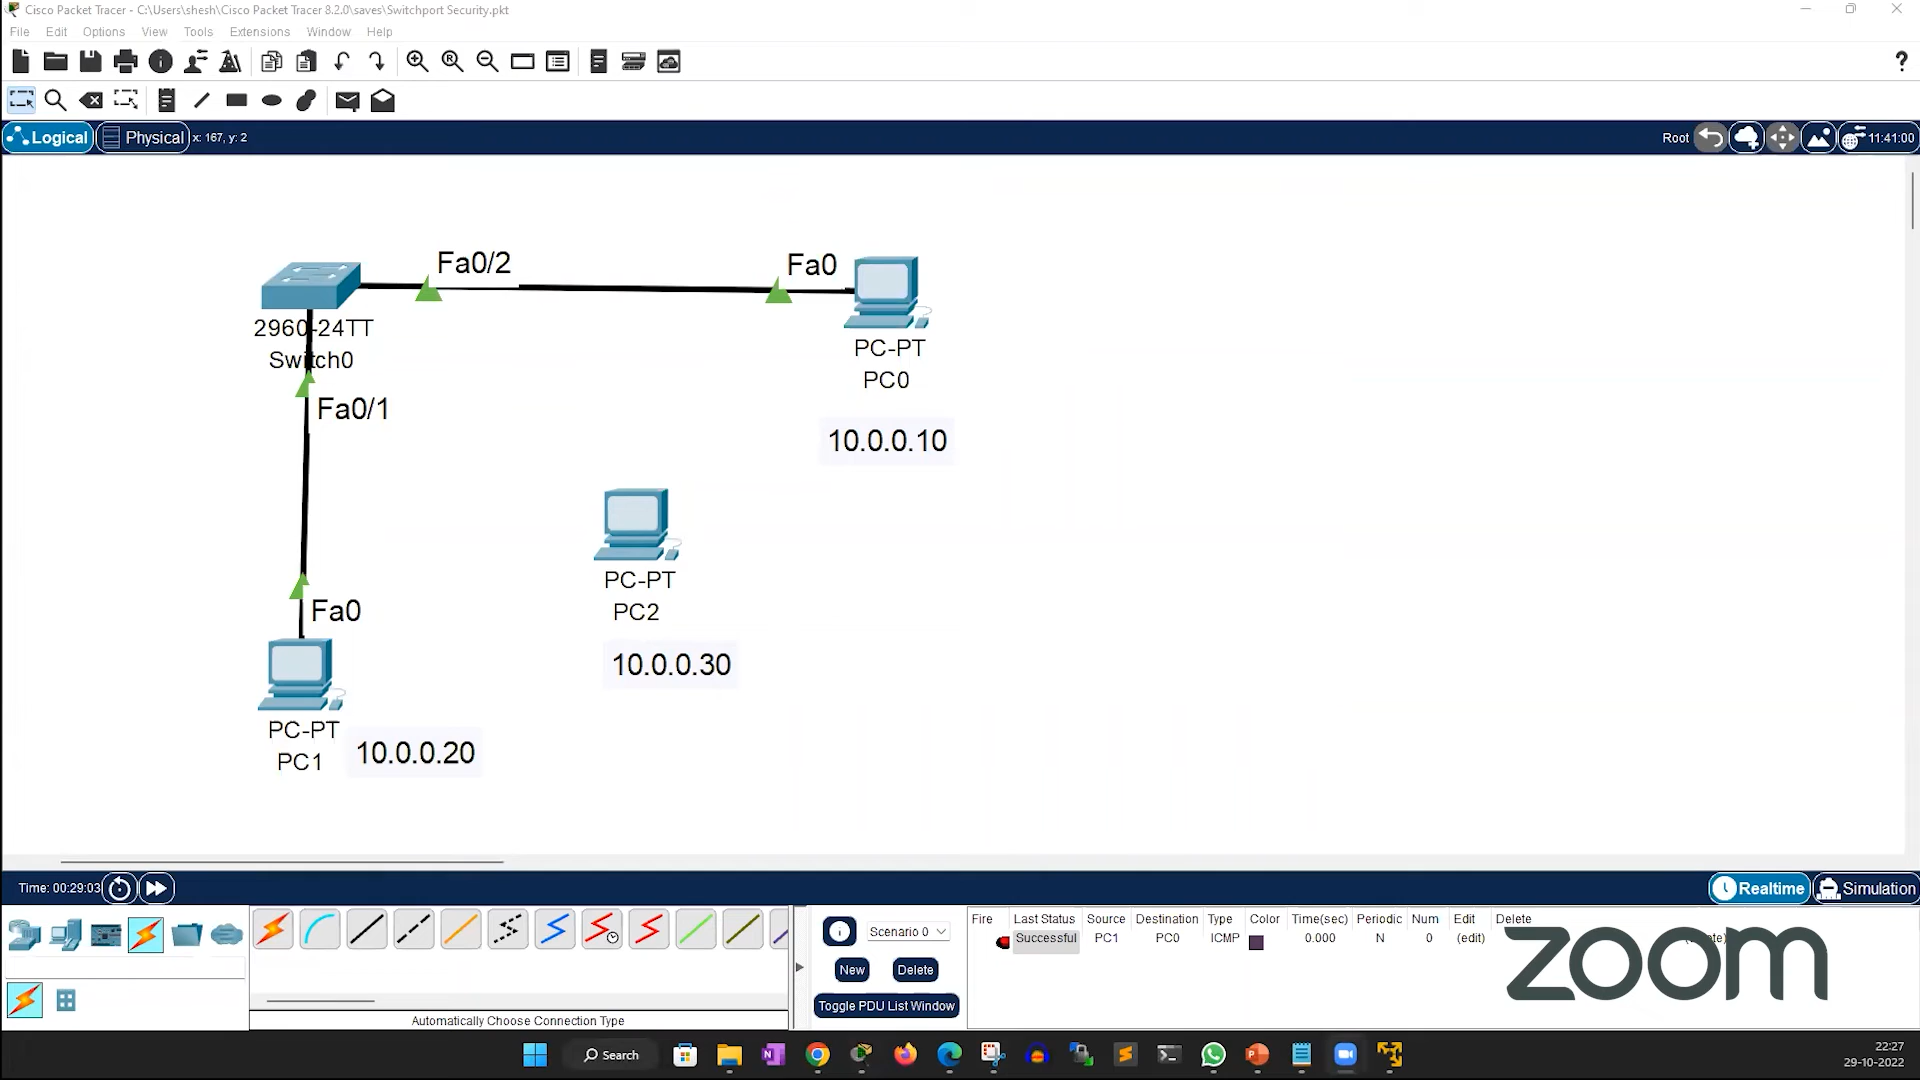 Cisco Packet Tracer - C:\Users\shesh\Cisco Packet Tracer 8.2.0\saves\Switchport Security.pkt
File Edit Options View Tools Extensions Window Help
Logical Physical x: 167, y: 2 Root 11:41:00
Fa0/2 Fa0
2960-24TT
Switch0
PC-PT
PC0
Fa0/1
10.0.0.10
PC-PT
PC2
Fa0
10.0.0.30
PC-PT
PC1 10.0.0.20
Time: 00:29:03 Realtime Simulation
Scenario 0
New Delete
Toggle PDU List Window
Fire Last Status Source Destination Type Color Time(sec) Periodic Num Edit Delete
Successful PC1 PC0 ICMP 0.000 N 0 (edit)
zoom
Automatically Choose Connection Type
Search
22:27
29-10-2022